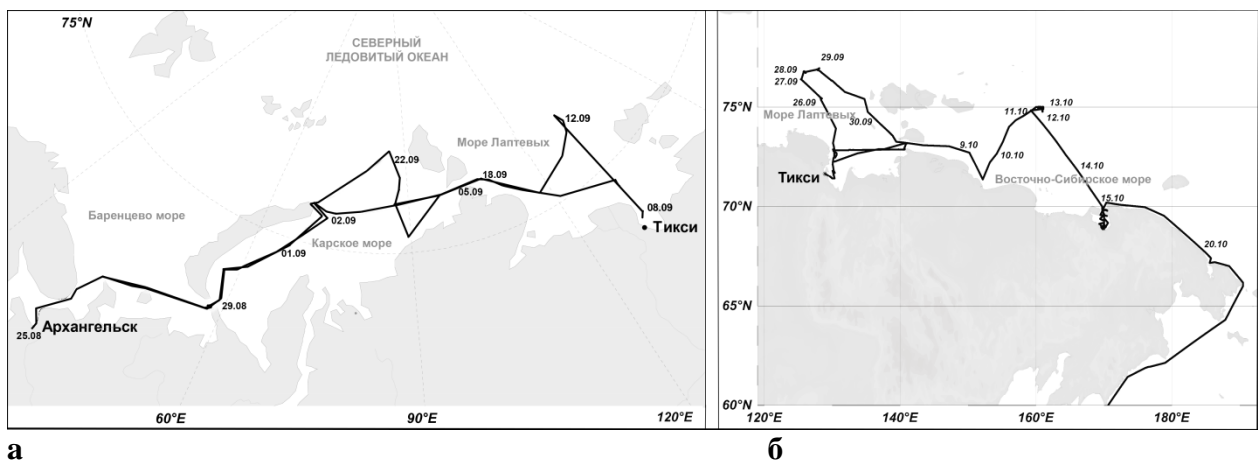 75°N
СЕВЕРНЫЙ
ЛЕДОВИТЫЙ ОКЕАН
12.09
Море Лаптевых
22.09
18.09
05.09
08.09
Тикси
Баренцево море
02.09
Карское море
01.09
29.08
Архангельск
25.08
60°E
90°E
120°E
а
29.09
28.09
27.09
26.09
75°N
Море Лаптевых
30.09
11.10
13.10
12.10
9.10
10.10
14.10
Тикси
Восточно-Сибирское море
15.10
70°N
20.10
65°N
60°N
120°E
140°E
160°E
180°E
б